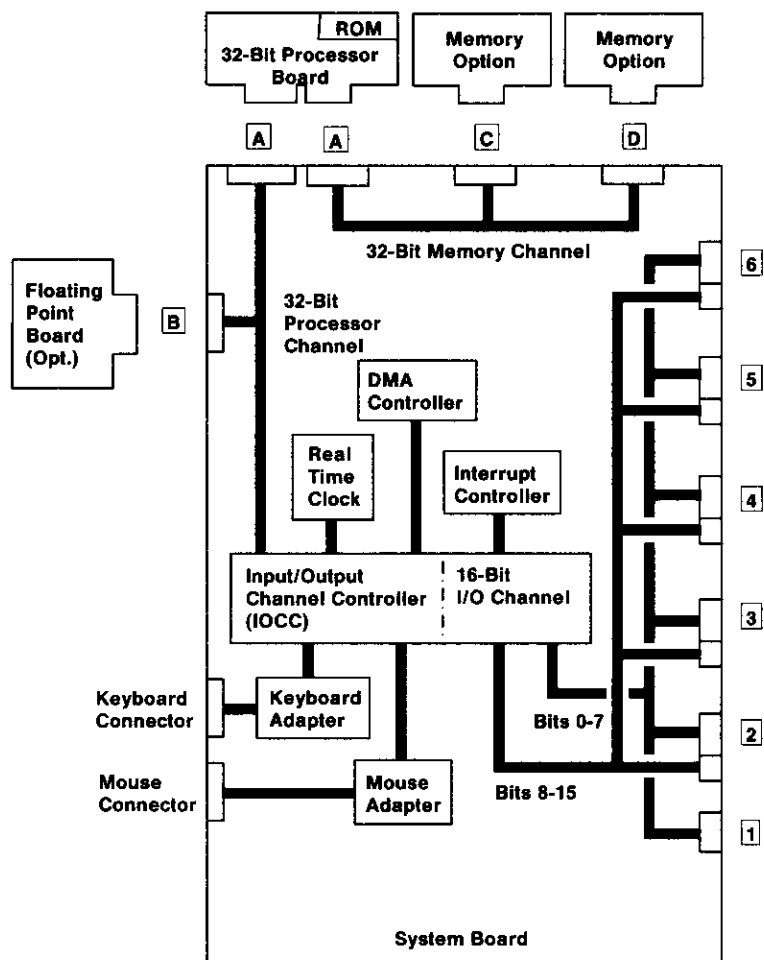 ROM
32-Bit Processor
Board
Memory
Option
Memory
Option
A
A
C
D
32-Bit Memory Channel
6
Floating
Point
Board
(Opt.)
B
32-Bit
Processor
Channel
DMA
Controller
5
Real
Time
Clock
Interrupt
Controller
4
Input/Output
Channel Controller
(IOCC)
16-Bit
I/O Channel
3
Keyboard
Connector
Keyboard
Adapter
Bits 0-7
2
Mouse
Connector
Mouse
Adapter
Bits 8-15
1
System Board